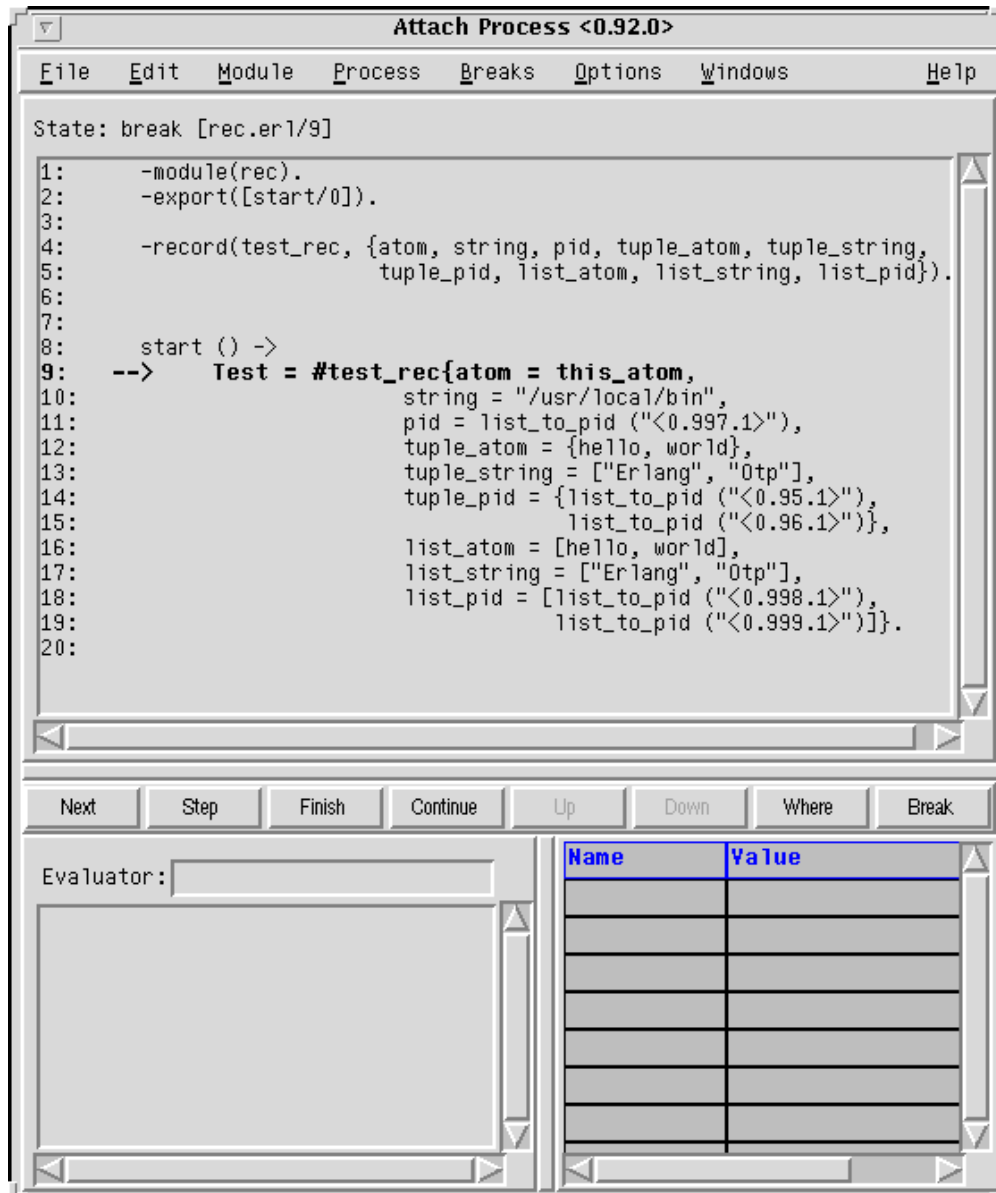 Attach Process <0.92.0>
File Edit Module Process Breaks Options Windows Help
State: break [rec.erl/9]
1: -module(rec).
2: -export([start/0]).
3:
4: -record(test_rec, {atom, string, pid, tuple_atom, tuple_string,
5: tuple_pid, list_atom, list_string, list_pid}).
6:
7:
8: start () ->
9: --> Test = #test_rec{atom = this_atom,
10: string = "/usr/local/bin",
11: pid = list_to_pid ("<0.997.1>"),
12: tuple_atom = {hello, world},
13: tuple_string = ["Erlang", "Otp"],
14: tuple_pid = {list_to_pid ("<0.95.1>"),
15: list_to_pid ("<0.96.1>")},
16: list_atom = [hello, world],
17: list_string = ["Erlang", "Otp"],
18: list_pid = [list_to_pid ("<0.998.1>"),
19: list_to_pid ("<0.999.1>")]}.
20:
Next Step Finish Continue Up Down Where Break
Evaluator:
Name Value